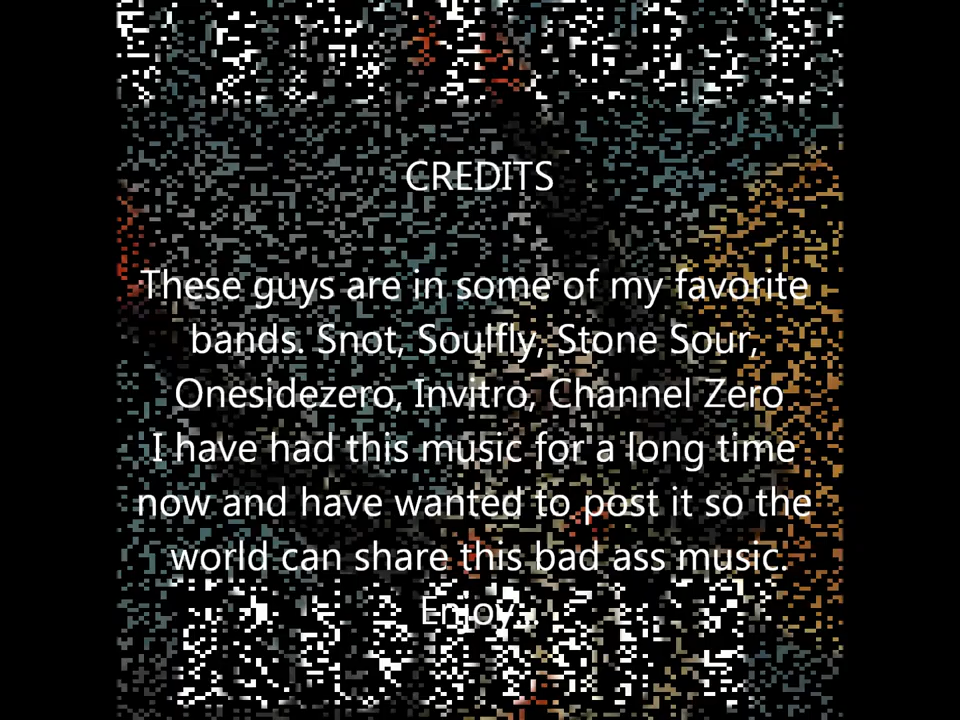 CREDITS
These guys are in some of my favorite
bands. Snot, Soulfly, Stone Sour,
Onesidezero, Invitro, Channel Zero
I have had this music for a long time
now and have wanted to post it so the
world can share this bad ass music.
Enjoy...